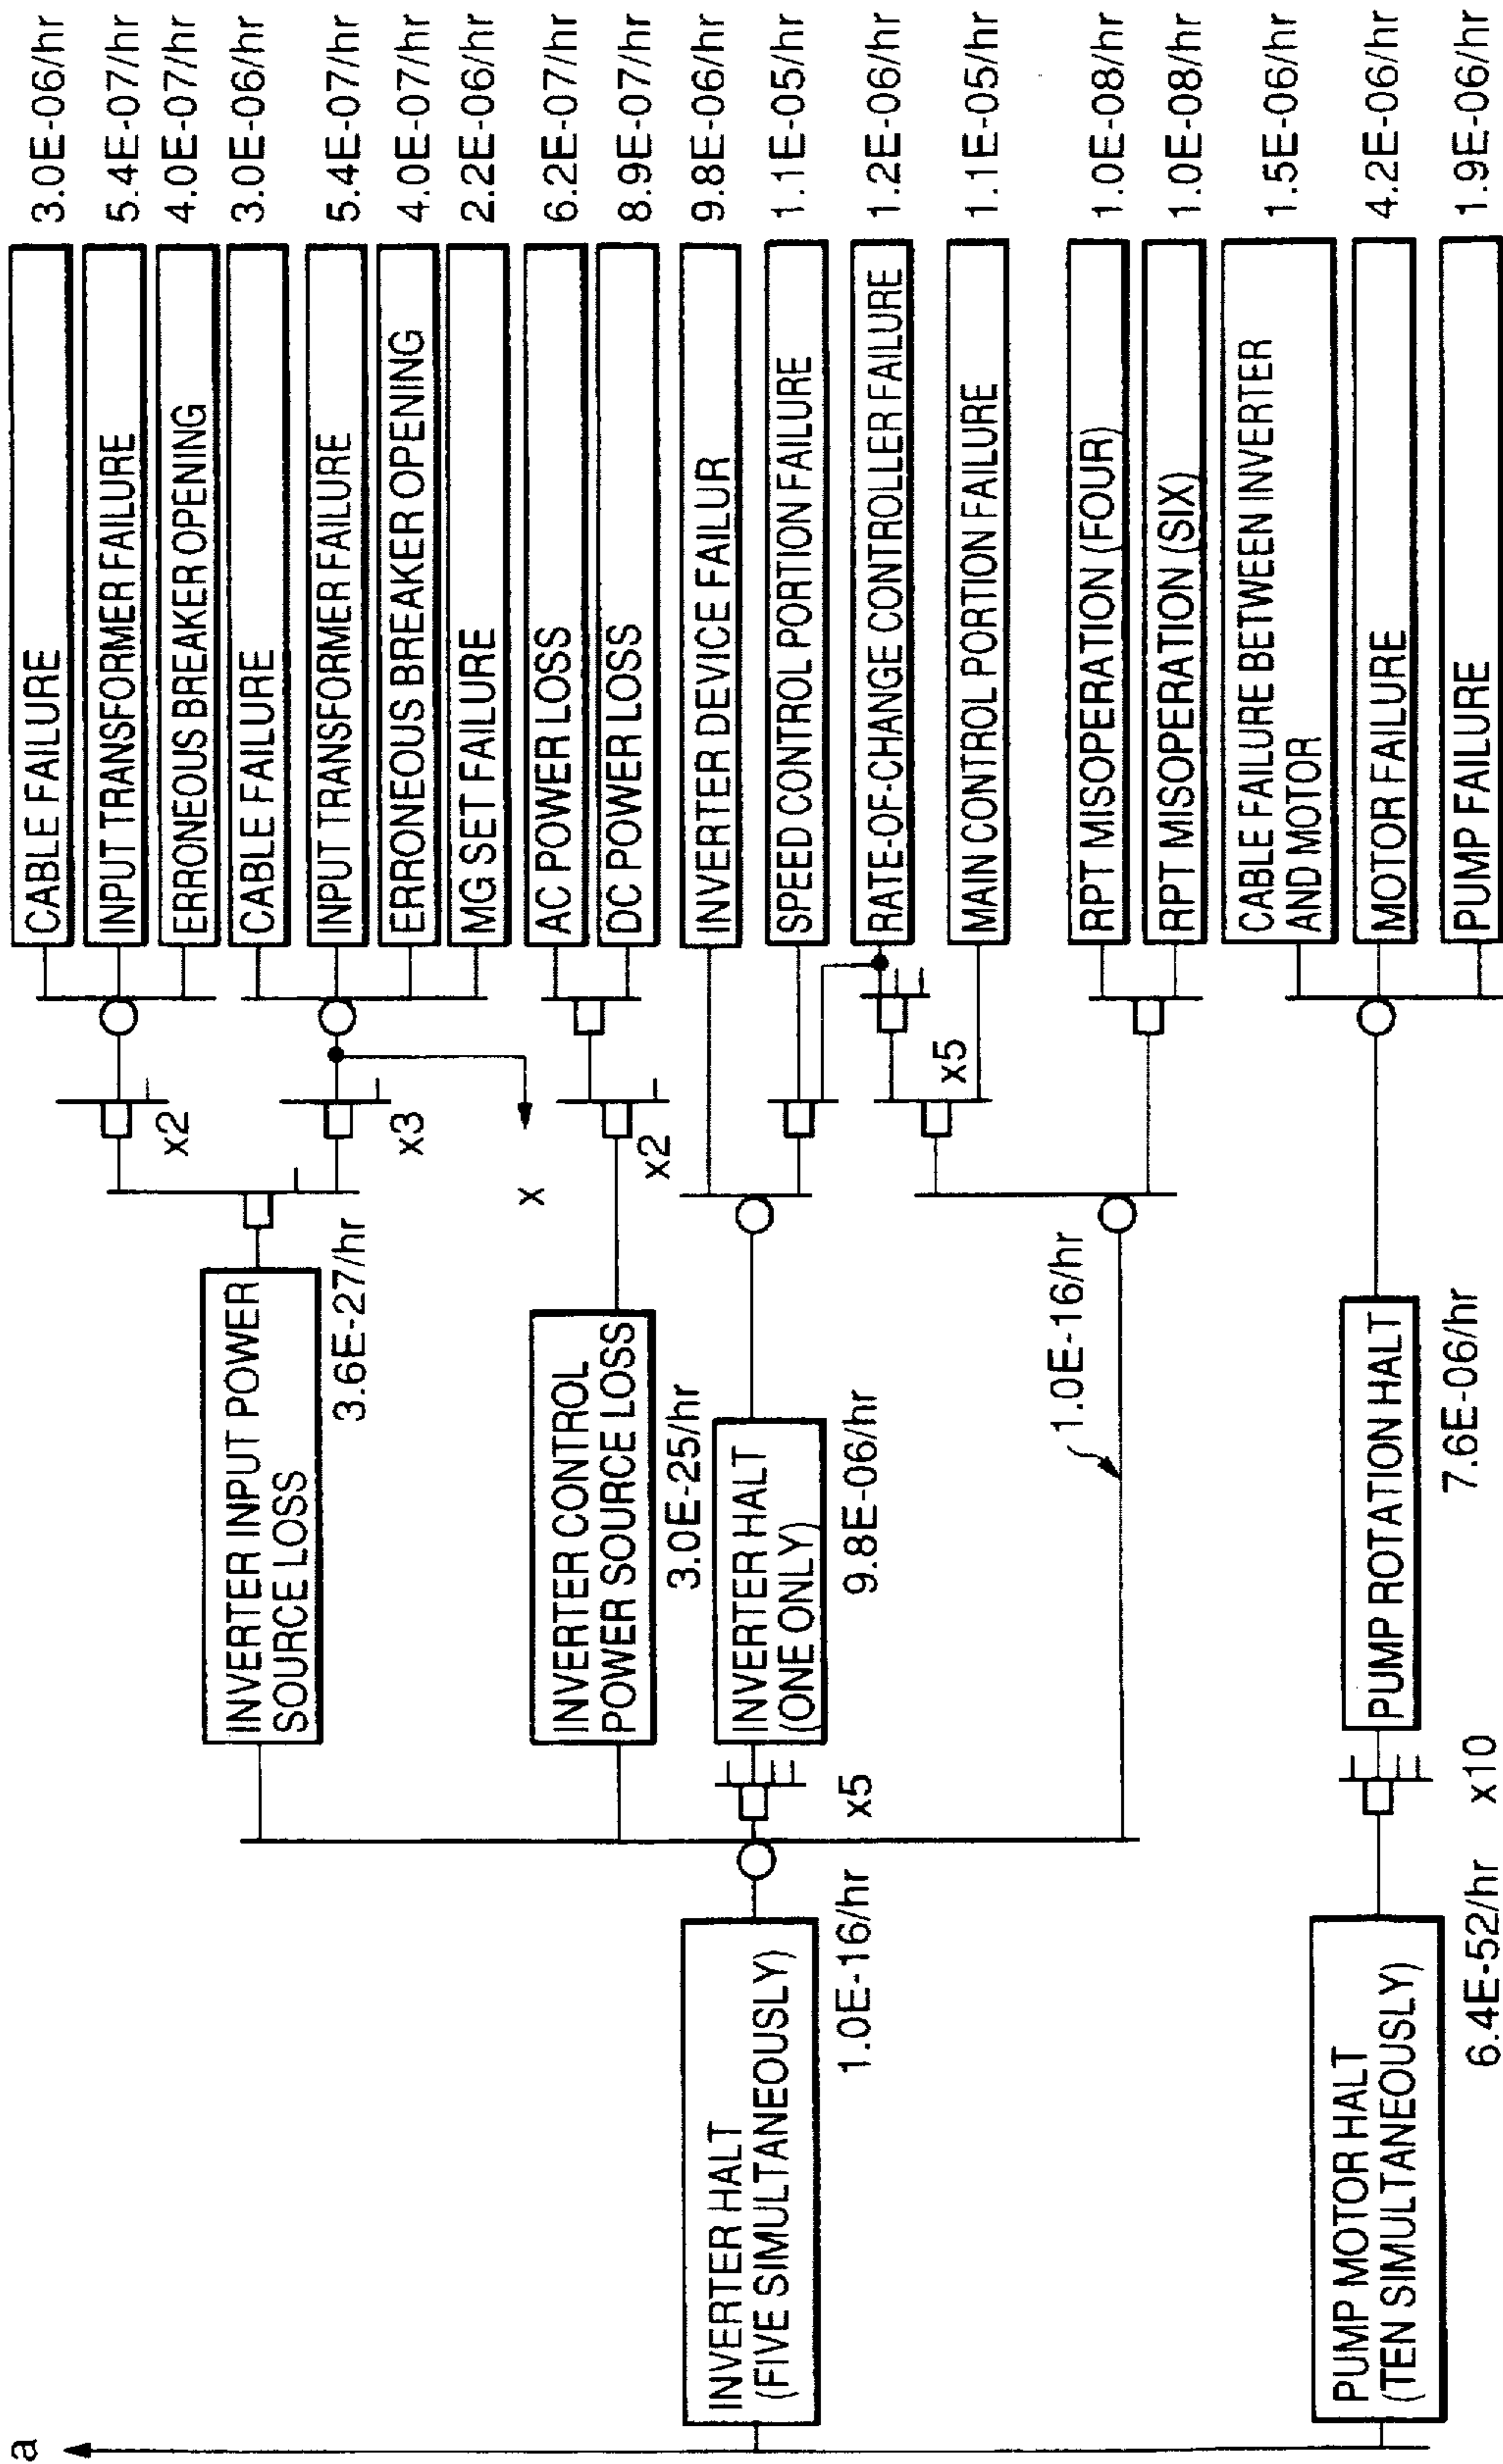 a
INVERTER HALT
(FIVE SIMULTANEOUSLY)
1.0E-16/hr
PUMP MOTOR HALT
(TEN SIMULTANEOUSLY)
6.4E-52/hr
INVERTER INPUT POWER
SOURCE LOSS
3.6E-27/hr
INVERTER CONTROL
POWER SOURCE LOSS
3.0E-25/hr
INVERTER HALT
(ONE ONLY)
9.8E-06/hr
x5
1.0E-16/hr
PUMP ROTATION HALT
7.6E-06/hr
x10
x2
x3
x
x2
x5
CABLE FAILURE 3.0E-06/hr
INPUT TRANSFORMER FAILURE 5.4E-07/hr
ERRONEOUS BREAKER OPENING 4.0E-07/hr
CABLE FAILURE 3.0E-06/hr
INPUT TRANSFORMER FAILURE 5.4E-07/hr
ERRONEOUS BREAKER OPENING 4.0E-07/hr
MG SET FAILURE 2.2E-06/hr
AC POWER LOSS 6.2E-07/hr
DC POWER LOSS 8.9E-07/hr
INVERTER DEVICE FAILUR 9.8E-06/hr
SPEED CONTROL PORTION FAILURE 1.1E-05/hr
RATE-OF-CHANGE CONTROLLER FAILURE 1.2E-06/hr
MAIN CONTROL PORTION FAILURE 1.1E-05/hr
RPT MISOPERATION (FOUR) 1.0E-08/hr
RPT MISOPERATION (SIX) 1.0E-08/hr
CABLE FAILURE BETWEEN INVERTER
AND MOTOR 1.5E-06/hr
MOTOR FAILURE 4.2E-06/hr
PUMP FAILURE 1.9E-06/hr